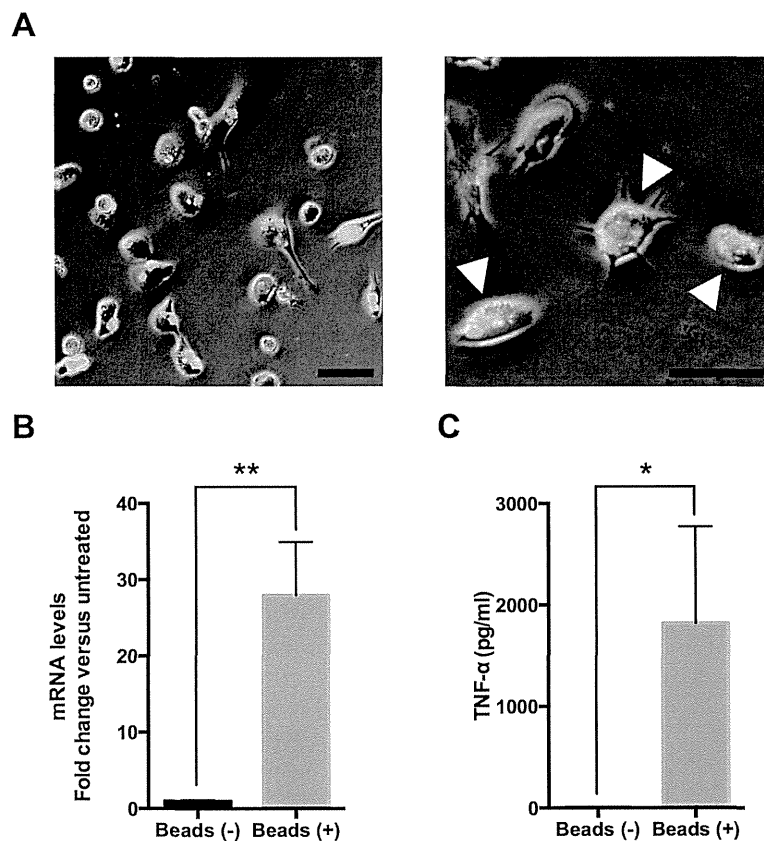 A
B
C
**
*
mRNA levels
Fold change versus untreated
40
30
20
10
0
Beads (-) Beads (+)
TNF-α (pg/ml)
3000
2000
1000
0
Beads (-) Beads (+)